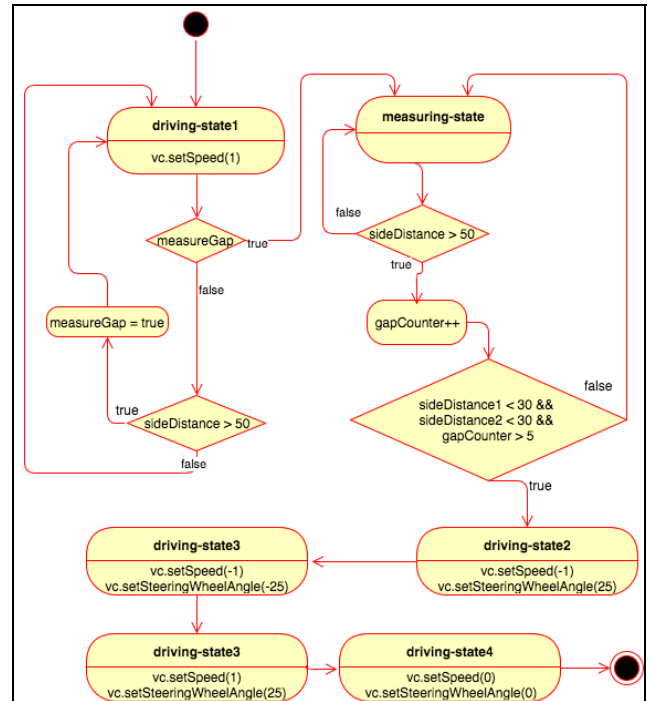 driving-state1
vc.setSpeed(1)
measuring-state
measureGap
true
false
sideDistance > 50
false
true
measureGap = true
gapCounter++
true
sideDistance > 50
false
sideDistance1 < 30 &&
sideDistance2 < 30 &&
gapCounter > 5
false
true
driving-state3
vc.setSpeed(-1)
vc.setSteeringWheelAngle(-25)
driving-state2
vc.setSpeed(-1)
vc.setSteeringWheelAngle(25)
driving-state3
vc.setSpeed(1)
vc.setSteeringWheelAngle(25)
driving-state4
vc.setSpeed(0)
vc.setSteeringWheelAngle(0)